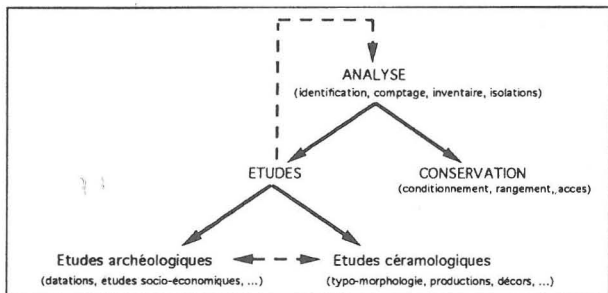 ANALYSE
(identification, comptage, inventaire, isolations)
ETUDES
CONSERVATION
(conditionnement, rangement, acces)
Etudes archéologiques
Etudes céramologiques
(datations, études socio-économiques, ...)
(typo-morphologie, productions, décors, ...)